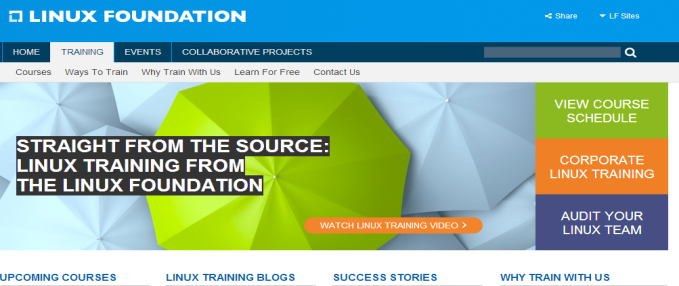 LINUX FOUNDATION
Share
LF Sites
HOME TRAINING EVENTS COLLABORATIVE PROJECTS
Courses Ways To Train Why Train With Us Learn For Free Contact Us
STRAIGHT FROM THE SOURCE:
LINUX TRAINING FROM
THE LINUX FOUNDATION
WATCH LINUX TRAINING VIDEO >
VIEW COURSE
SCHEDULE
CORPORATE
LINUX TRAINING
AUDIT YOUR
LINUX TEAM
UPCOMING COURSES LINUX TRAINING BLOGS SUCCESS STORIES WHY TRAIN WITH US